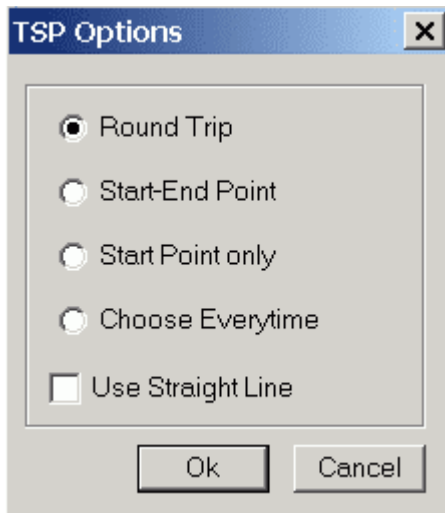 TSP Options
Round Trip
Start-End Point
Start Point only
Choose Everytime
Use Straight Line
Ok Cancel